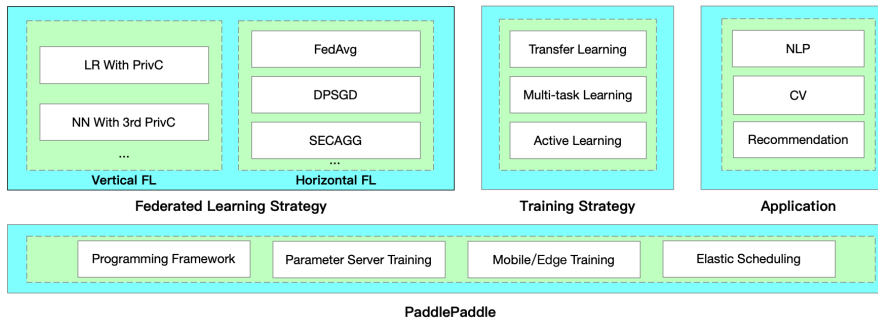 LR With PrivC
NN With 3rd PrivC
...
Vertical FL
FedAvg
DPSGD
SECAGG
...
Horizontal FL
Federated Learning Strategy
Transfer Learning
Multi-task Learning
Active Learning
Training Strategy
NLP
CV
Recommendation
Application
Programming Framework
Parameter Server Training
Mobile/Edge Training
Elastic Scheduling
PaddlePaddle